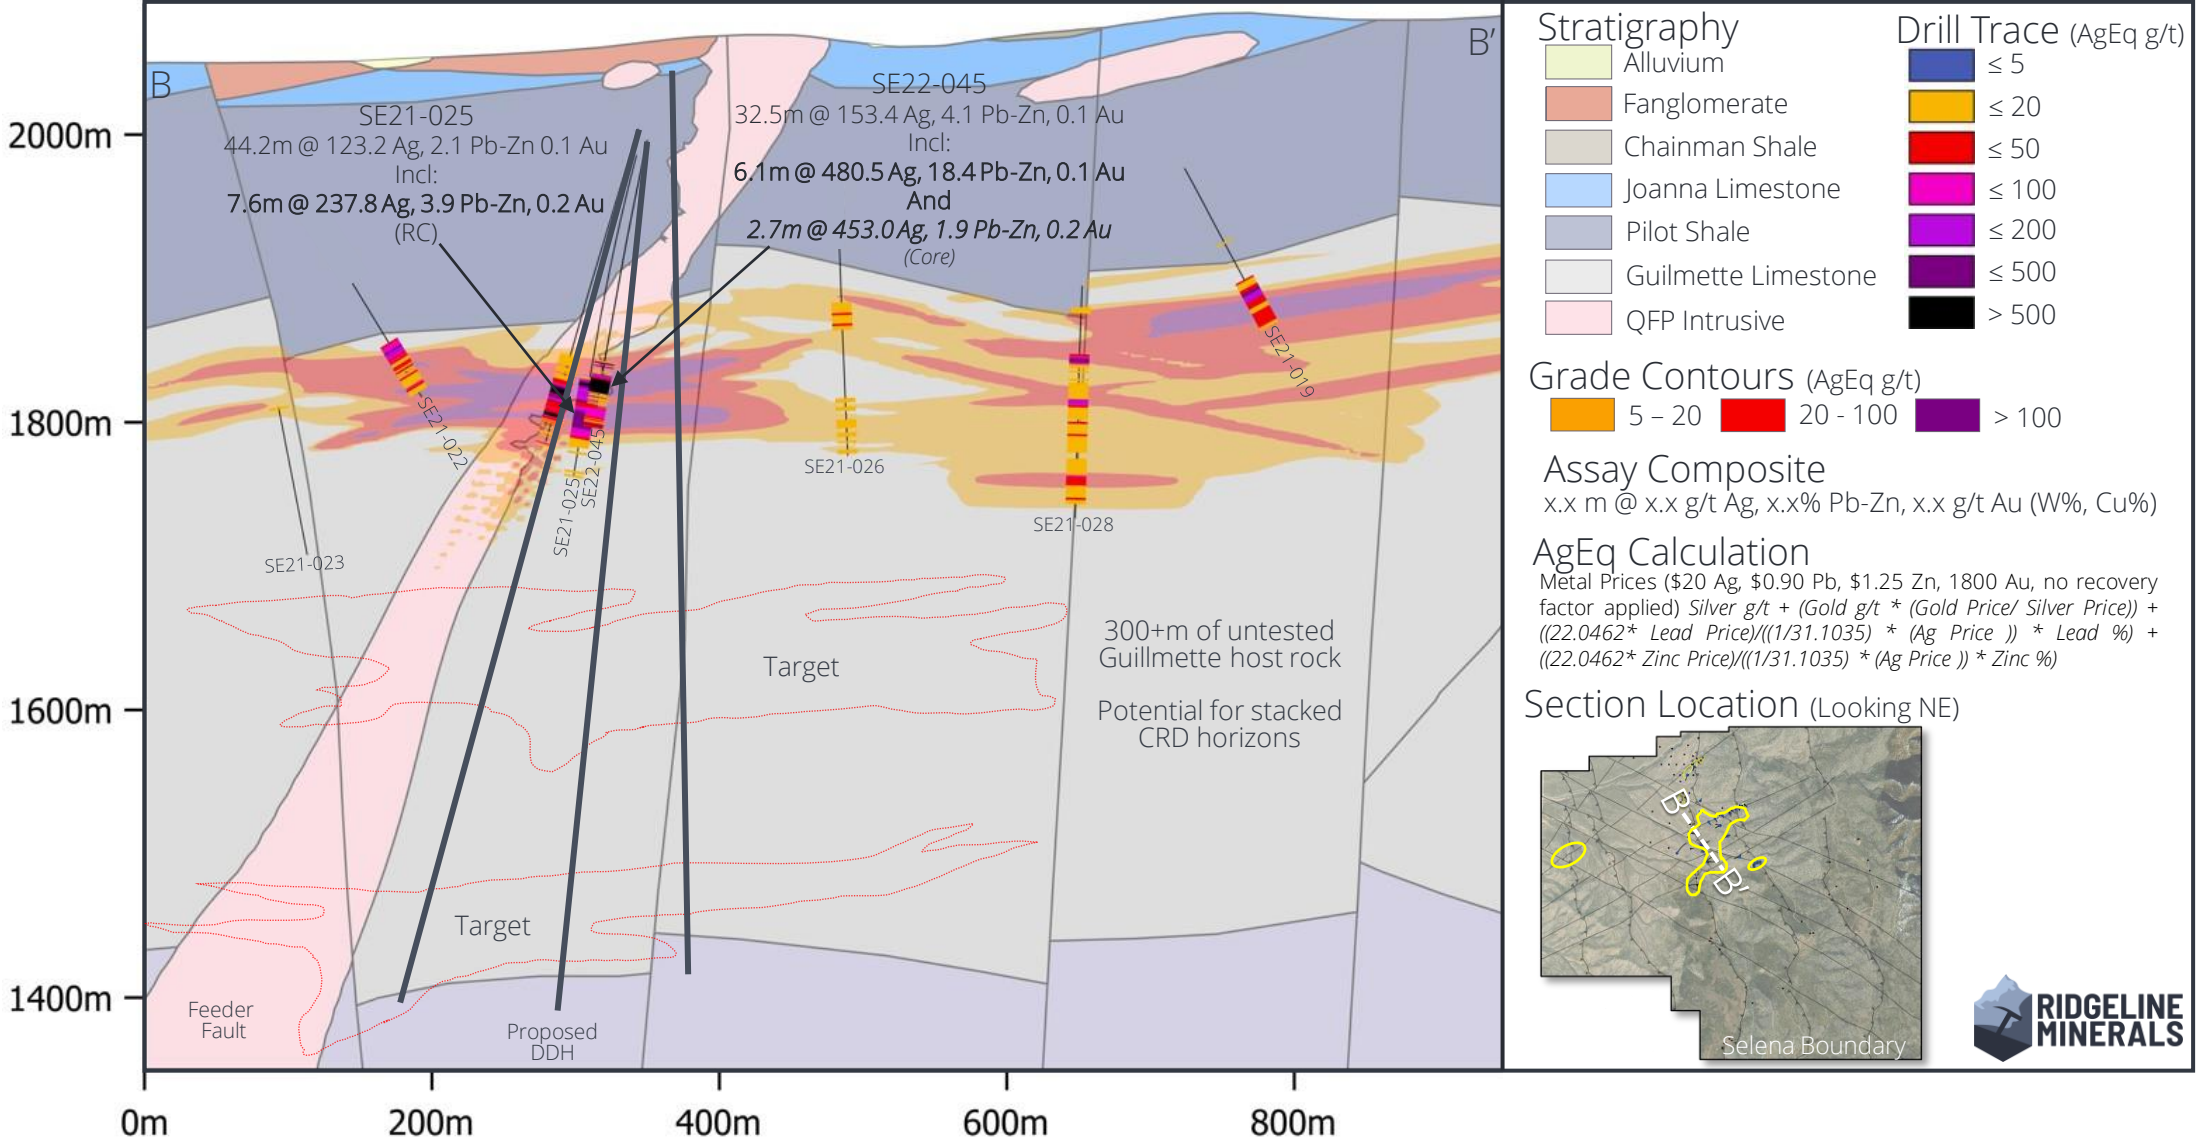 B
B'
2000m
1800m
1600m
1400m
0m
200m
400m
600m
800m
SE21-025
44.2m @ 123.2 Ag, 2.1 Pb-Zn 0.1 Au
Incl:
7.6m @ 237.8 Ag, 3.9 Pb-Zn, 0.2 Au
(RC)
SE22-045
32.5m @ 153.4 Ag, 4.1 Pb-Zn, 0.1 Au
Incl:
6.1m @ 480.5 Ag, 18.4 Pb-Zn, 0.1 Au
And
2.7m @ 453.0 Ag, 1.9 Pb-Zn, 0.2 Au
(Core)
SE21-019
SE21-022
SE21-025
SE22-045
SE21-026
SE21-028
SE21-023
Target
300+m of untested
Guillmette host rock
Potential for stacked
CRD horizons
Target
Feeder
Fault
Proposed
DDH
Stratigraphy
Alluvium
Fanglomerate
Chainman Shale
Joanna Limestone
Pilot Shale
Guilmette Limestone
QFP Intrusive
Drill Trace (AgEq g/t)
≤ 5
≤ 20
≤ 50
≤ 100
≤ 200
≤ 500
> 500
Grade Contours (AgEq g/t)
5 – 20
20 - 100
> 100
Assay Composite
x.x m @ x.x g/t Ag, x.x% Pb-Zn, x.x g/t Au (W%, Cu%)
AgEq Calculation
Metal Prices ($20 Ag, $0.90 Pb, $1.25 Zn, 1800 Au, no recovery
factor applied) Silver g/t + (Gold g/t * (Gold Price/ Silver Price)) +
((22.0462* Lead Price)/((1/31.1035) * (Ag Price )) * Lead %) +
((22.0462* Zinc Price)/((1/31.1035) * (Ag Price )) * Zinc %)
Section Location (Looking NE)
B
B'
Selena Boundary
RIDGELINE
MINERALS